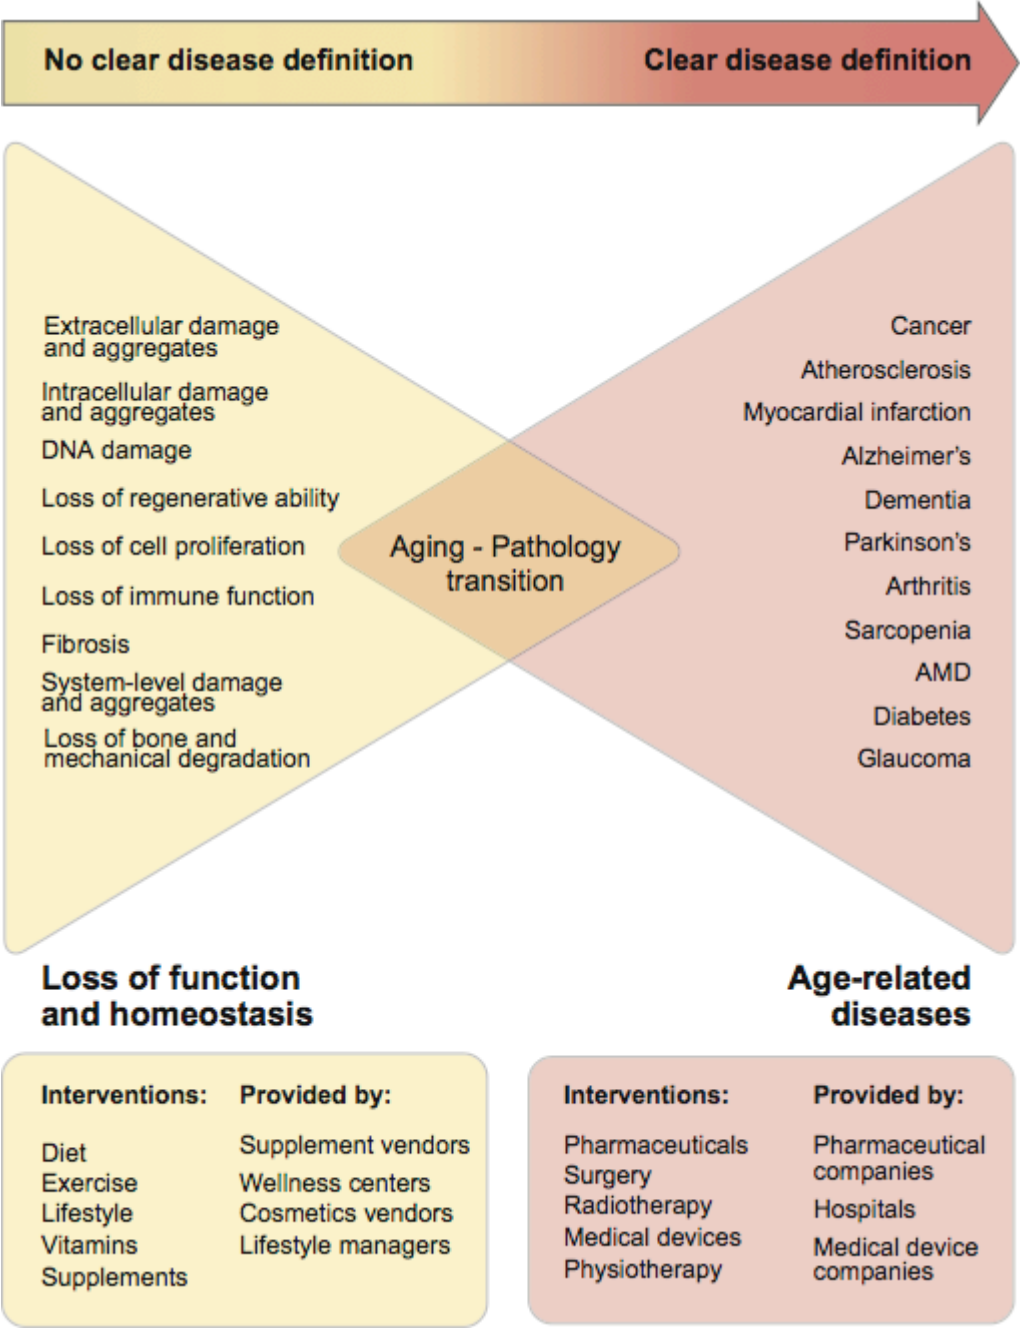 No clear disease definition
Clear disease definition
Extracellular damage
and aggregates
Intracellular damage
and aggregates
DNA damage
Loss of regenerative ability
Loss of cell proliferation
Loss of immune function
Fibrosis
System-level damage
and aggregates
Loss of bone and
mechanical degradation
Aging - Pathology
transition
Cancer
Atherosclerosis
Myocardial infarction
Alzheimer’s
Dementia
Parkinson’s
Arthritis
Sarcopenia
AMD
Diabetes
Glaucoma
Loss of function
and homeostasis
Age-related
diseases
Interventions:
Diet
Exercise
Lifestyle
Vitamins
Supplements
Provided by:
Supplement vendors
Wellness centers
Cosmetics vendors
Lifestyle managers
Interventions:
Pharmaceuticals
Surgery
Radiotherapy
Medical devices
Physiotherapy
Provided by:
Pharmaceutical
companies
Hospitals
Medical device
companies